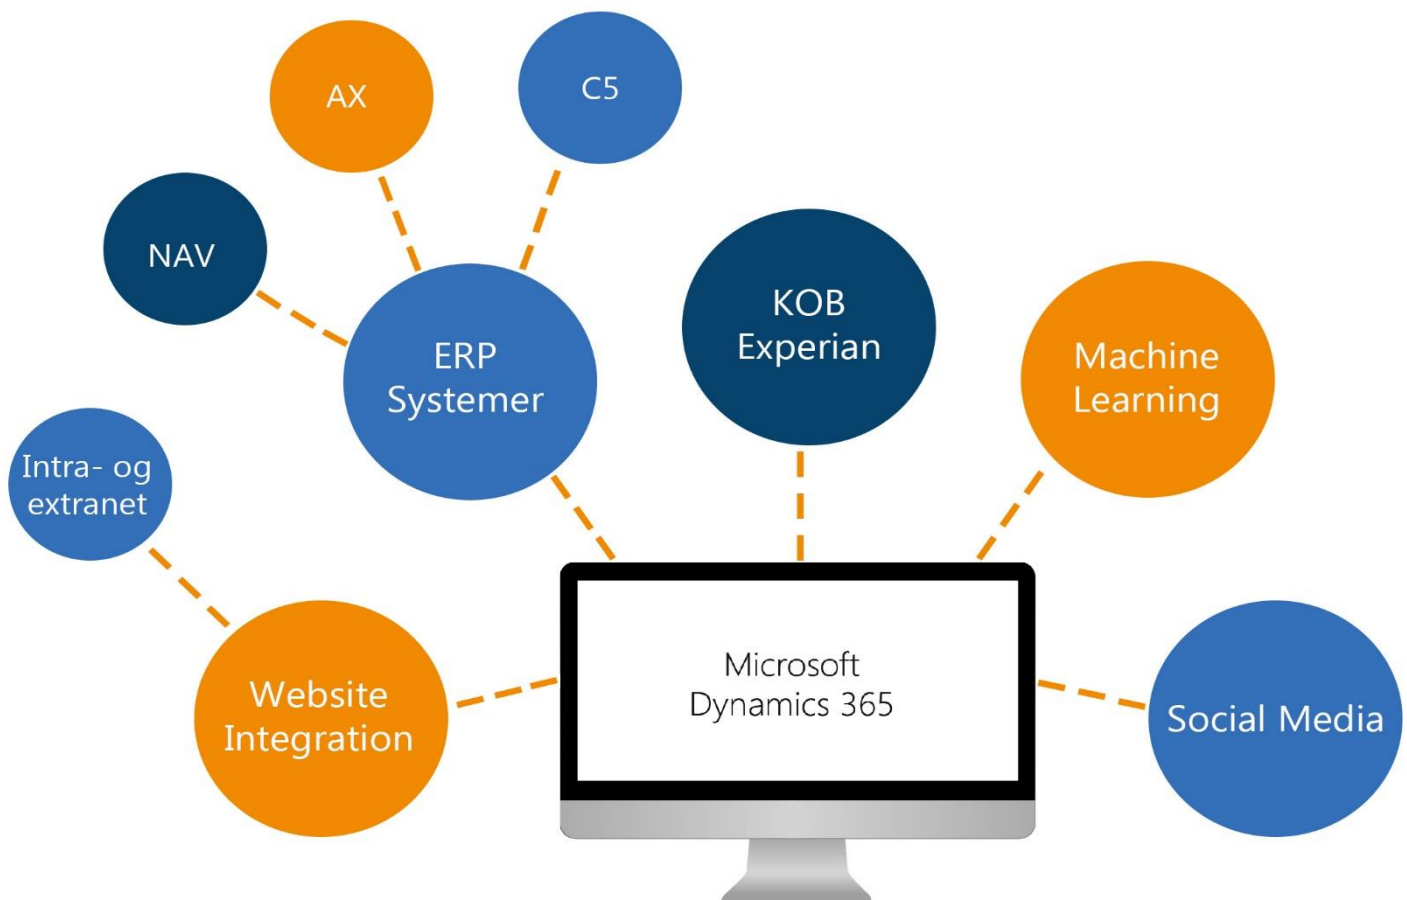 AX
C5
NAV
KOB
Experian
ERP
Systemer
Machine
Learning
Intra- og
extranet
Website
Integration
Microsoft
Dynamics 365
Social Media